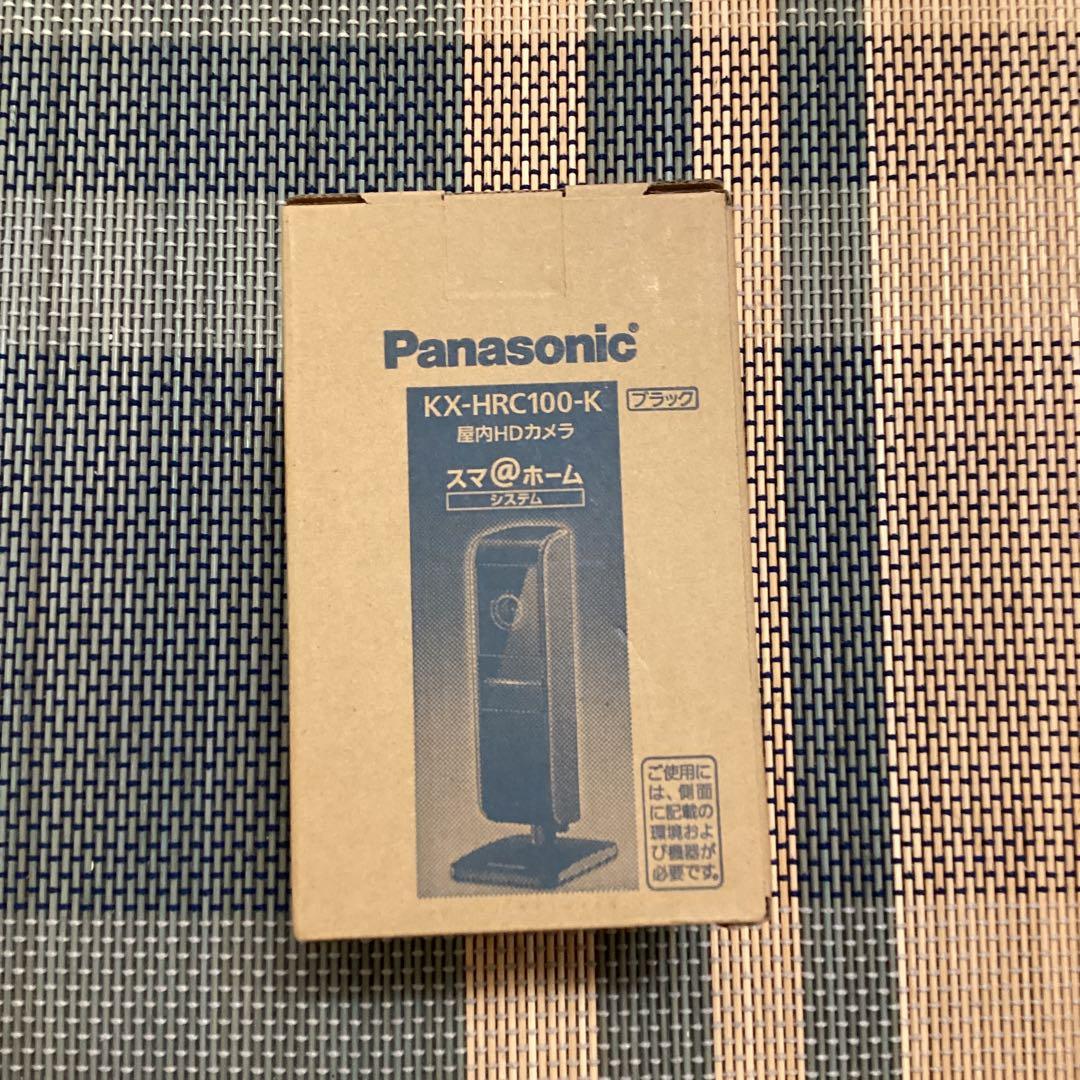 Panasonic®
KX-HRC100-K
ブラック
屋内HDカメラ
スマ@ホーム
システム
ご使用に
は、側面
に記載の
環境およ
び機器が
必要です。